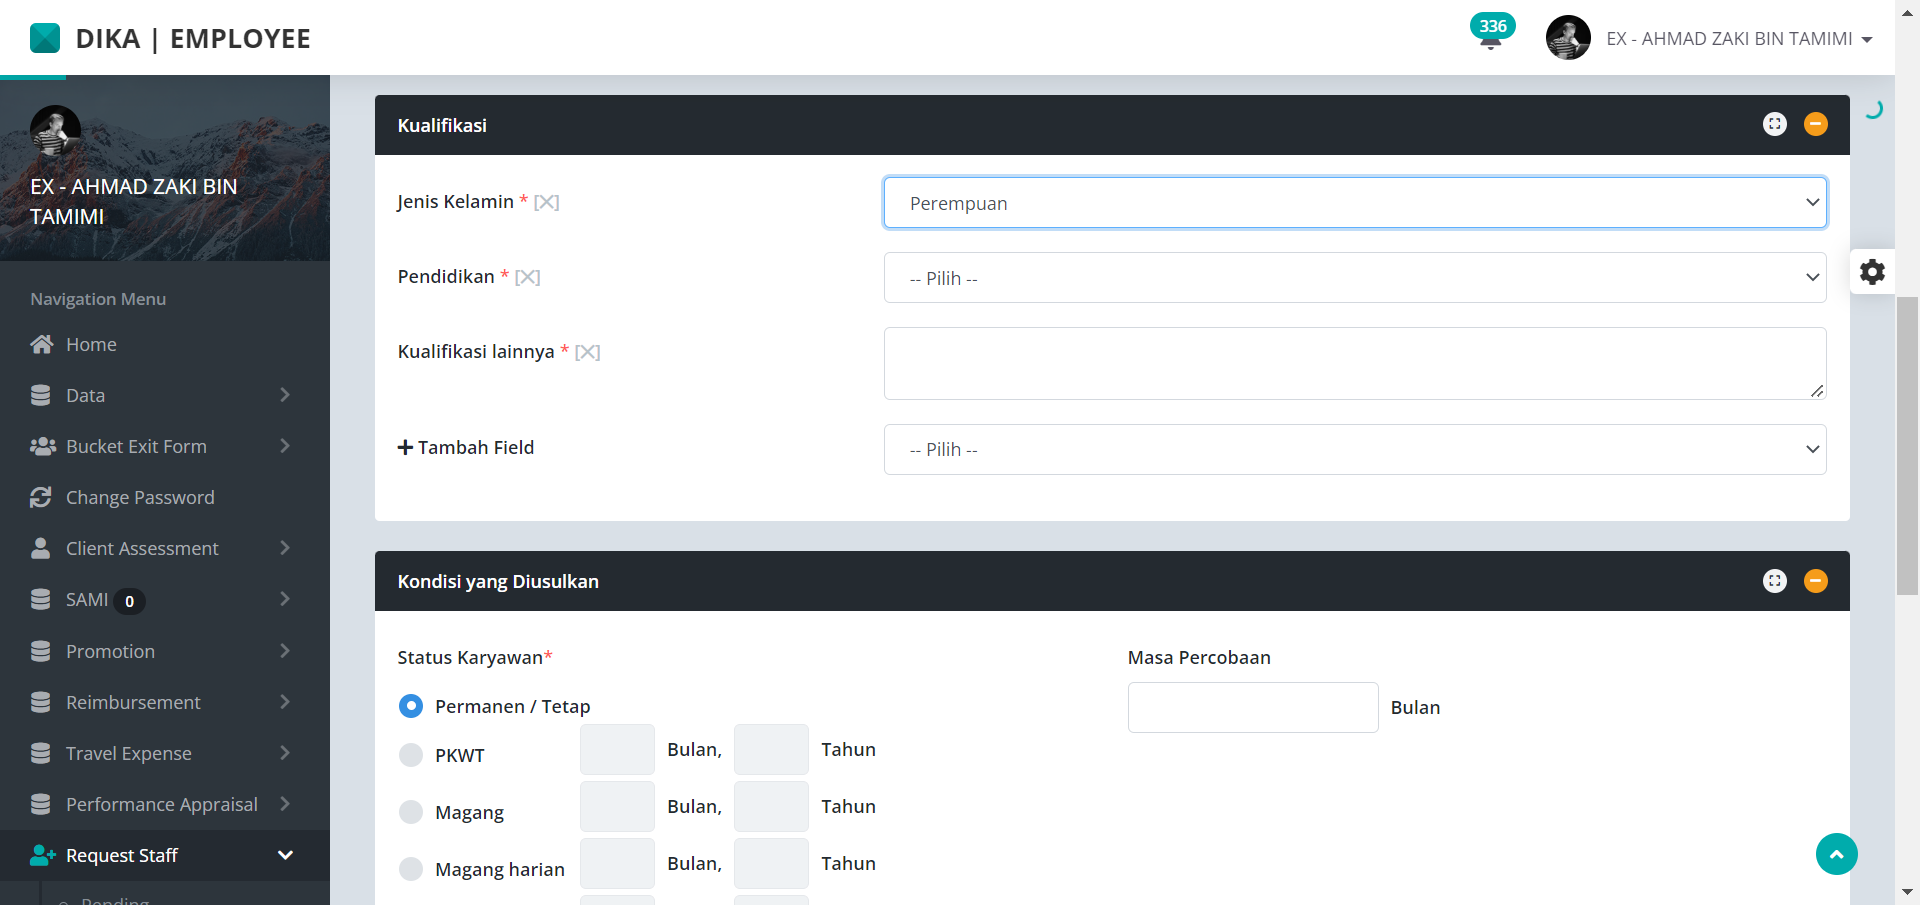 DIKA | EMPLOYEE
336
EX - AHMAD ZAKI BIN TAMIMI
EX - AHMAD ZAKI BIN
TAMIMI
Navigation Menu
Home
Data
Bucket Exit Form
Change Password
Client Assessment
SAMI 0
Promotion
Reimbursement
Travel Expense
Performance Appraisal
Request Staff
Pending
Kualifikasi
Jenis Kelamin *
Perempuan
Pendidikan *
-- Pilih --
Kualifikasi lainnya *
Tambah Field
-- Pilih --
Kondisi yang Diusulkan
Status Karyawan*
Permanen / Tetap
PKWT Bulan, Tahun
Magang Bulan, Tahun
Magang harian Bulan, Tahun
Masa Percobaan
Bulan